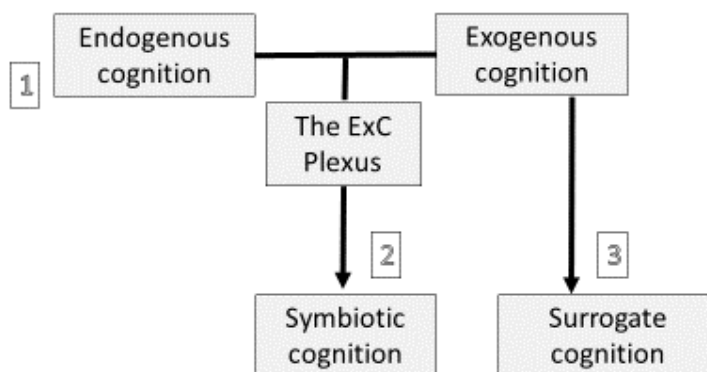 Endogenous
cognition
Exogenous
cognition
1
The ExC
Plexus
2
3
Symbiotic
cognition
Surrogate
cognition